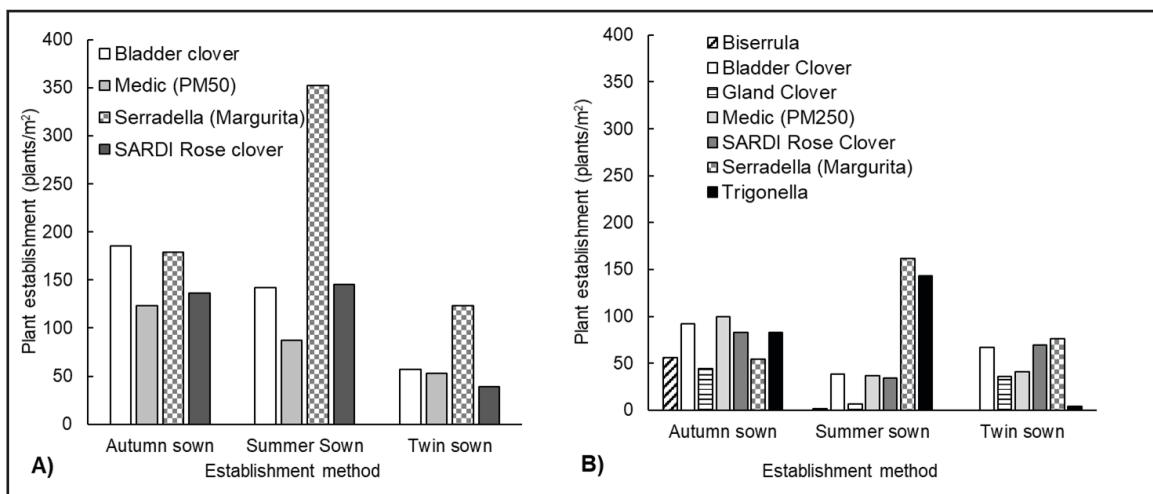 400
350
300
250
200
150
100
50
0
Plant establishment (plants/m²)
Bladder clover
Medic (PM50)
Serradella (Margurita)
SARDI Rose clover
Autumn sown Summer Sown Twin sown
Establishment method
A)
400
350
300
250
200
150
100
50
0
Plant establishment (plants/m²)
Biserrula
Bladder Clover
Gland Clover
Medic (PM250)
SARDI Rose Clover
Serradella (Margurita)
Trigonella
Autumn sown Summer sown Twin sown
Establishment method
B)